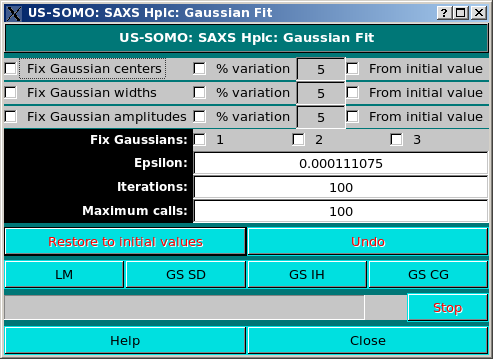 US-SOMO: SAXS Hplc: Gaussian Fit
US-SOMO: SAXS Hplc: Gaussian Fit
Fix Gaussian centers % variation 5 From initial value
Fix Gaussian widths % variation 5 From initial value
Fix Gaussian amplitudes % variation 5 From initial value
Fix Gaussians: 1 2 3
Epsilon: 0.000111075
Iterations: 100
Maximum calls: 100
Restore to initial values Undo
LM GS SD GS IH GS CG
Stop
Help Close